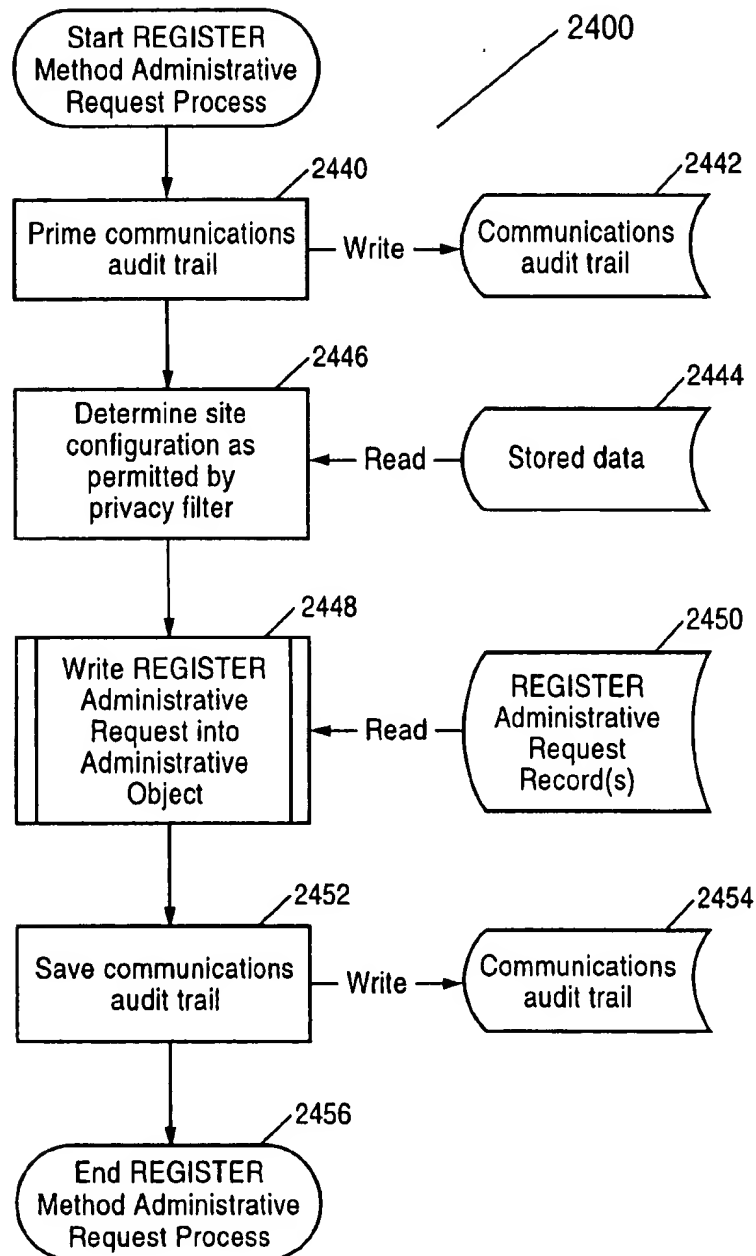 Start REGISTER
Method Administrative
Request Process
2400
2440
Prime communications
audit trail
Write
2442
Communications
audit trail
2446
Determine site
configuration as
permitted by
privacy filter
Read
2444
Stored data
2448
Write REGISTER
Administrative
Request into
Administrative
Object
Read
2450
REGISTER
Administrative
Request
Record(s)
2452
Save communications
audit trail
Write
2454
Communications
audit trail
2456
End REGISTER
Method Administrative
Request Process